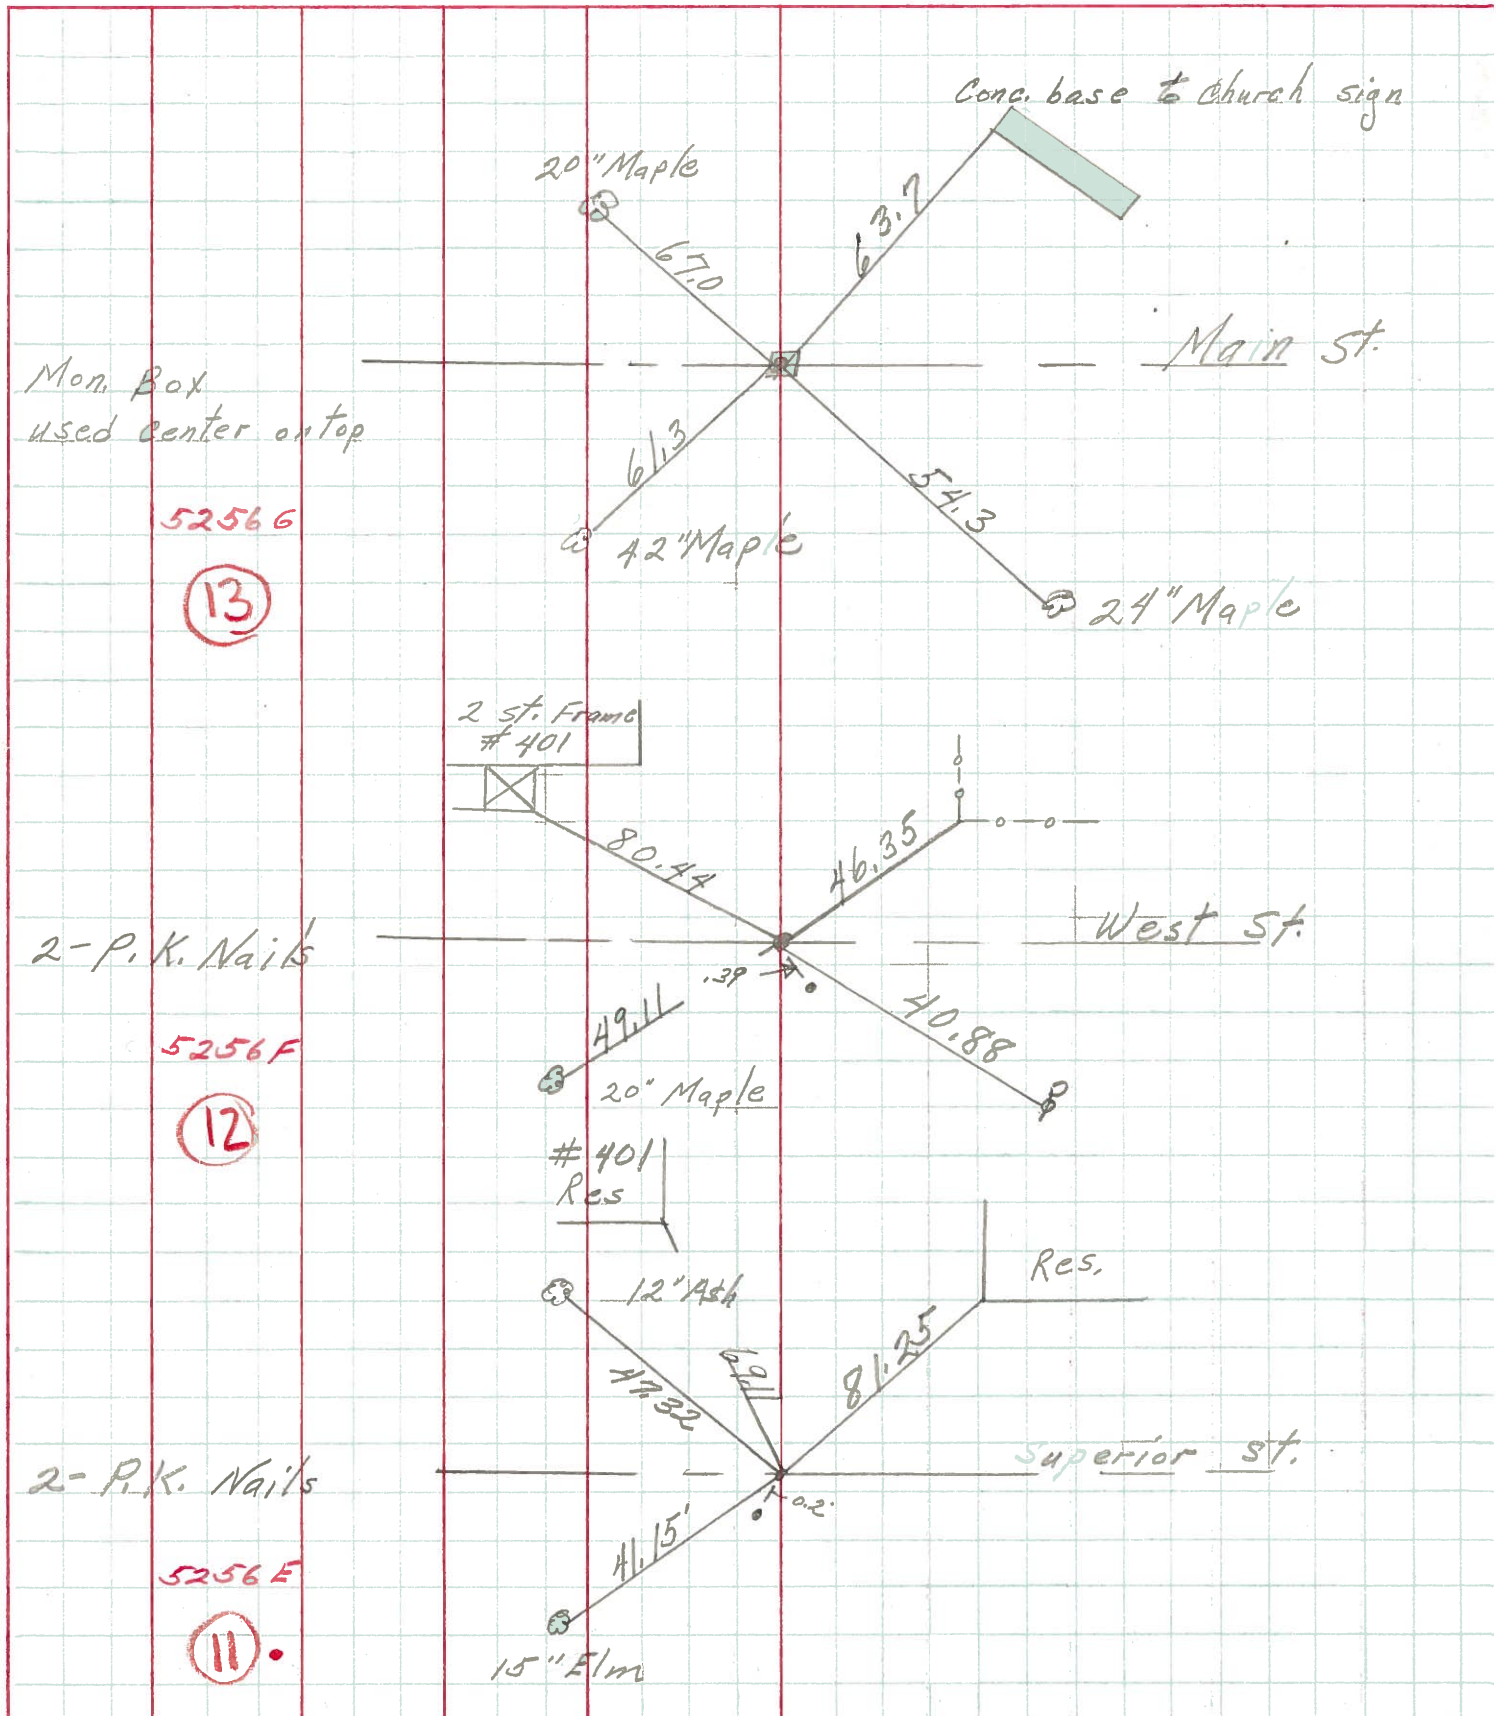 Conc. base to Church sign
20" Maple
63.7
67.0
Main St.
Mon. Box
used center on top
61.3
54.3
5256G
42" Maple
13
24" Maple
2 st. Frame
# 401
80.44
46.35
2-P.K. Nails
West St.
.39
49.11
40.88
5256F
20" Maple
12
# 401
Res
Res.
12" Ash
69.11
81.25
47.32
2-P.K. Nails
Superior St.
0.2'
41.15'
5256E
11
15" Elm